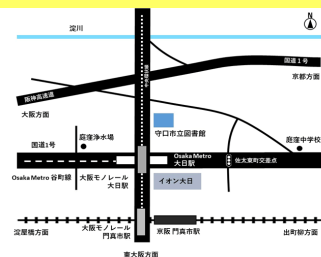 N
淀川
国道1号
阪神高速道
京都方面
大阪方面
守口市立図書館
国道1号
庭窪浄水場
庭窪中学校
Osaka Metro
大日駅
佐太東町交差点
Osaka Metro 谷町線
大阪モノレール
大日駅
イオン大日
大阪モノレール
門真市駅
京阪 門真市駅
淀屋橋方面
出町柳方面
東大阪方面